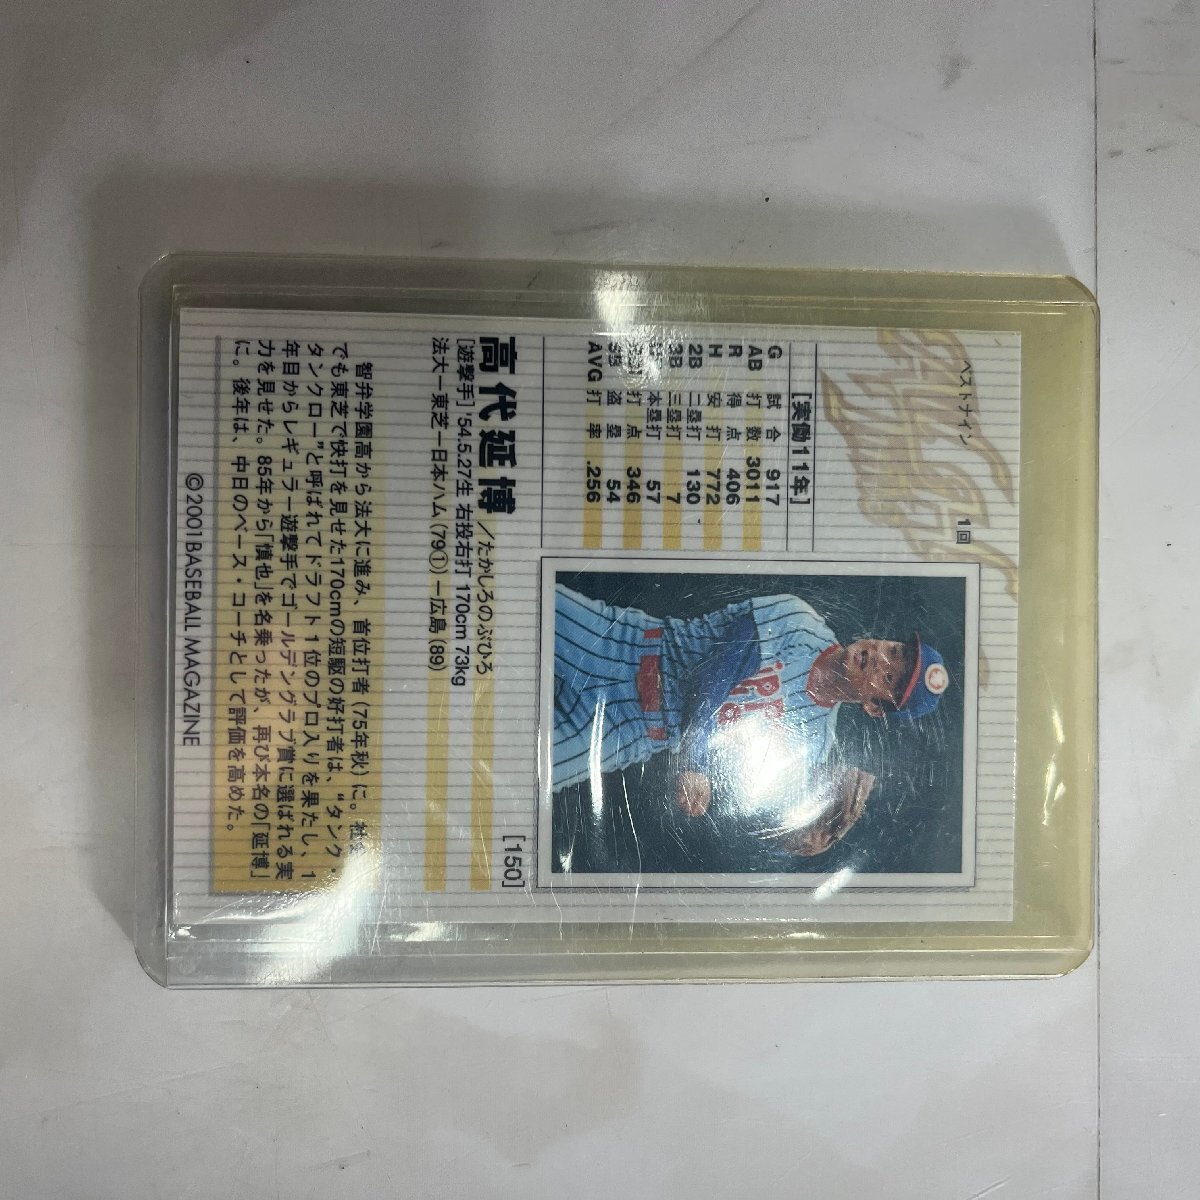 ベストナイン 1回
[実働11年]
G 試合 917
AB 打数 3011
R 得点 406
H 安打 772
2B 二塁打 130
3B 三塁打 7
本塁打 57
打点 346
SB 盗塁 54
AVG 打率 .256
[150]
高代延博/たかしろのぶひろ
[遊撃手] '54.5.27生 右投右打 170cm 73kg
法大ー東芝ー日本ハム(79①)ー広島(89)
智弁学園高から法大に進み、首位打者(75年秋)に。社会
でも東芝で快打を見せた170cmの短駆の好打者は、“タンク・
タンクロー”と呼ばれてドラフト1位のプロ入りを果たし、1
年目からレギュラー遊撃手でゴールデングラブ賞に選ばれる実
力を見せた。85年から「慎也」を名乗ったが、再び本名の「延博」
に。後年は、中日のベース・コーチとして評価を高めた。
©2001BASEBALL MAGAZINE